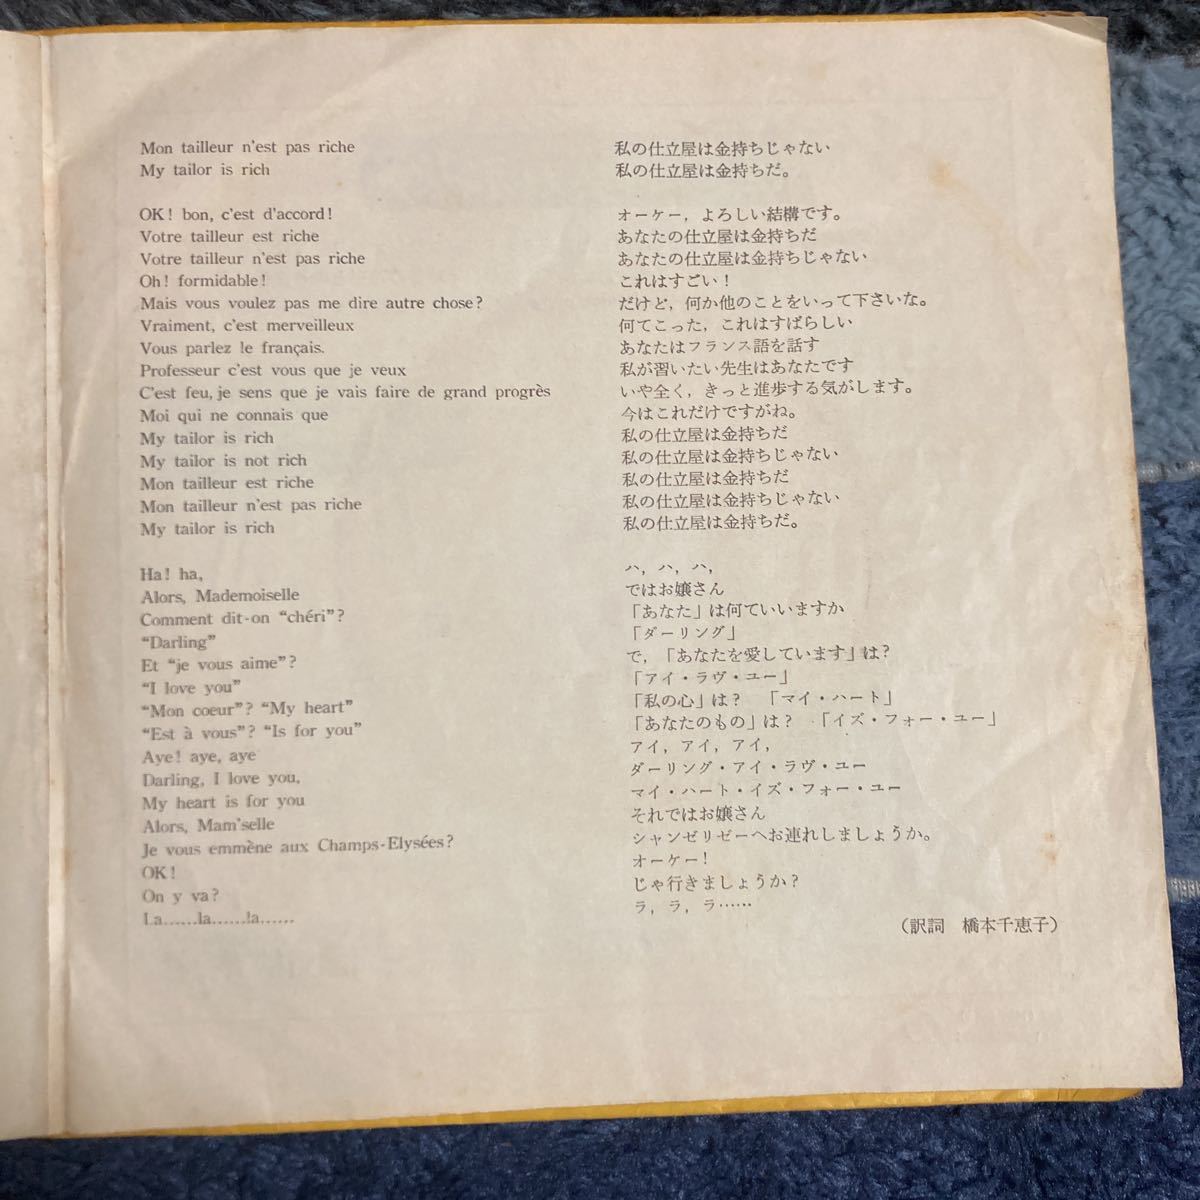 Mon tailleur n'est pas riche
My tailor is rich
OK! bon, c'est d'accord!
Votre tailleur est riche
Votre tailleur n'est pas riche
Oh! formidable!
Mais vous voulez pas me dire autre chose?
Vraiment, c'est merveilleux
Vous parlez le français.
Professeur c'est vous que je veux
C'est feu, je sens que je vais faire de grand progrès
Moi qui ne connais que
My tailor is rich
My tailor is not rich
Mon tailleur est riche
Mon tailleur n'est pas riche
My tailor is rich
Ha! ha,
Alors, Mademoiselle
Comment dit-on “chéri”?
“Darling”
Et “je vous aime”?
“I love you”
“Mon coeur”? “My heart”
“Est à vous”? “Is for you”
Aye! aye, aye
Darling, I love you,
My heart is for you
Alors, Mam'selle
Je vous emmène aux Champs-Elysées?
OK!
On y va?
La……la……la……
私の仕立屋は金持ちじゃない
私の仕立屋は金持ちだ。
オーケー，よろしい結構です。
あなたの仕立屋は金持ちだ
あなたの仕立屋は金持ちじゃない
これはすごい！
だけど，何か他のことをいって下さいな。
何てこった，これはすばらしい
あなたはフランス語を話す
私が習いたい先生はあなたです
いや全く，きっと進歩する気がします。
今はこれだけですがね。
私の仕立屋は金持ちだ
私の仕立屋は金持ちじゃない
私の仕立屋は金持ちだ
私の仕立屋は金持ちじゃない
私の仕立屋は金持ちだ。
ハ，ハ，ハ，
ではお嬢さん
「あなた」は何ていいますか
「ダーリング」
で，「あなたを愛しています」は？
「アイ・ラヴ・ユー」
「私の心」は？　「マイ・ハート」
「あなたのもの」は？　「イズ・フォー・ユー」
アイ，アイ，アイ，
ダーリング・アイ・ラヴ・ユー
マイ・ハート・イズ・フォー・ユー
それではお嬢さん
シャンゼリゼーへお連れしましょうか。
オーケー！
じゃ行きましょうか？
ラ，ラ，ラ……
（訳詞　橋本千恵子）